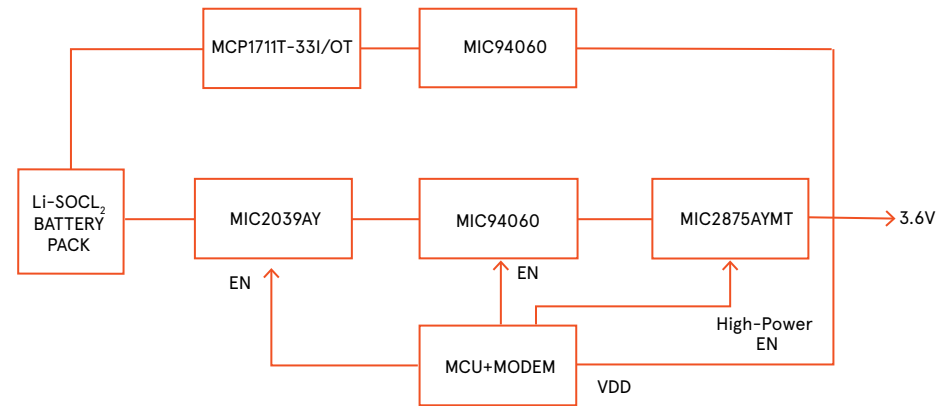 MCP1711T-33I/OT
MIC94060
Li-SOCL₂
BATTERY
PACK
MIC2039AY
MIC94060
MIC2875AYMT
3.6V
EN
EN
High-Power
EN
MCU+MODEM
VDD